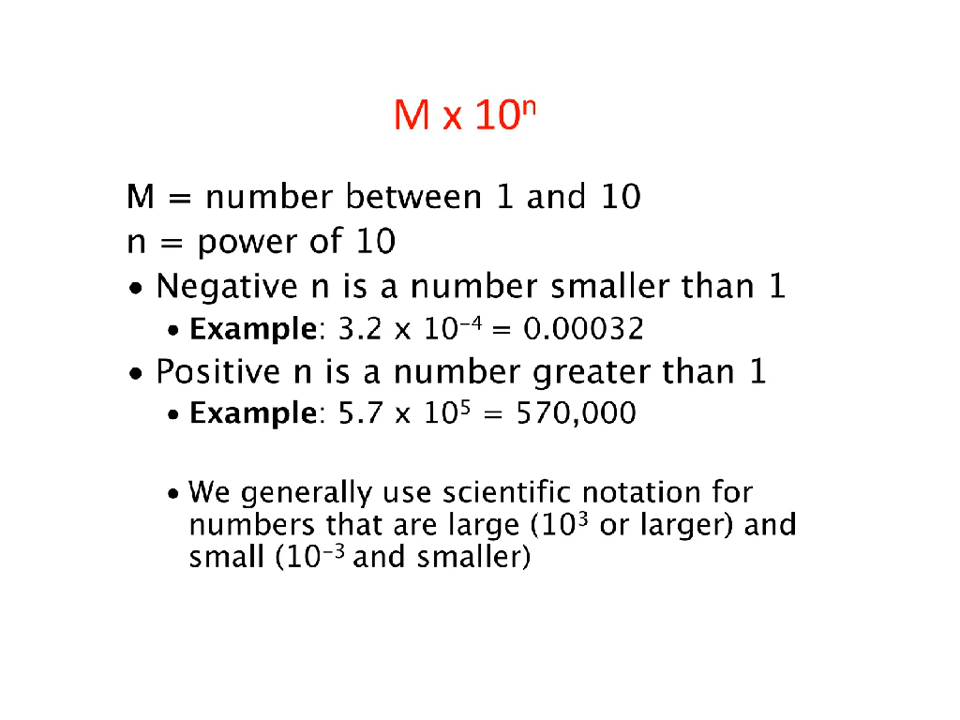 M x 10ⁿ
M = number between 1 and 10
n = power of 10
• Negative n is a number smaller than 1
• Example: 3.2 x 10⁻⁴ = 0.00032
• Positive n is a number greater than 1
• Example: 5.7 x 10⁵ = 570,000
• We generally use scientific notation for
numbers that are large (10³ or larger) and
small (10⁻³ and smaller)